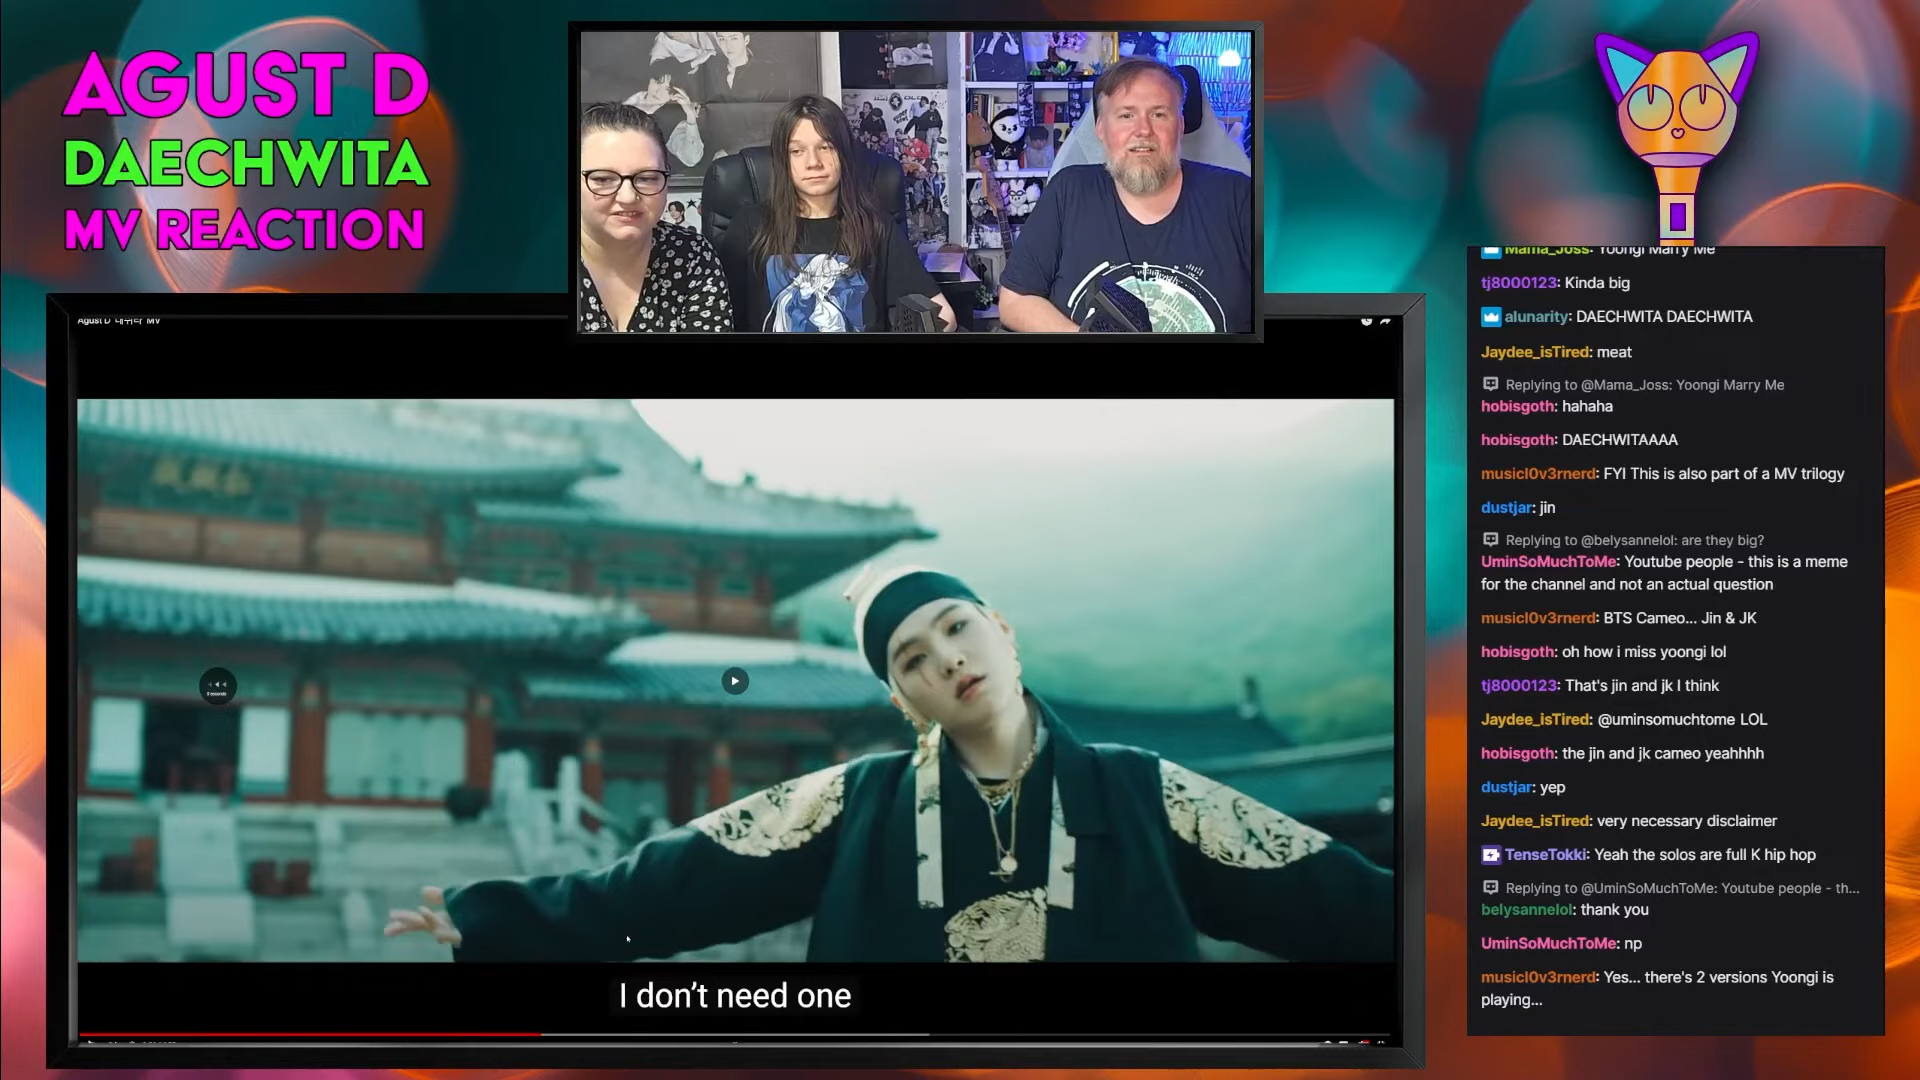 AGUST D
DAECHWITA
MV REACTION
Agust D '대취타' MV
I don't need one
Mama_Joss: Yoongi Marry Me
tj8000123: Kinda big
alunarity: DAECHWITA DAECHWITA
Jaydee_isTired: meat
Replying to @Mama_Joss: Yoongi Marry Me
hobisgoth: hahaha
hobisgoth: DAECHWITAAAA
musicl0v3rnerd: FYI This is also part of a MV trilogy
dustjar: jin
Replying to @belysannelol: are they big?
UminSoMuchToMe: Youtube people - this is a meme
for the channel and not an actual question
musicl0v3rnerd: BTS Cameo... Jin & JK
hobisgoth: oh how i miss yoongi lol
tj8000123: That's jin and jk I think
Jaydee_isTired: @uminsomuchtome LOL
hobisgoth: the jin and jk cameo yeahhhh
dustjar: yep
Jaydee_isTired: very necessary disclaimer
TenseTokki: Yeah the solos are full K hip hop
Replying to @UminSoMuchToMe: Youtube people - th...
belysannelol: thank you
UminSoMuchToMe: np
musicl0v3rnerd: Yes... there's 2 versions Yoongi is
playing...